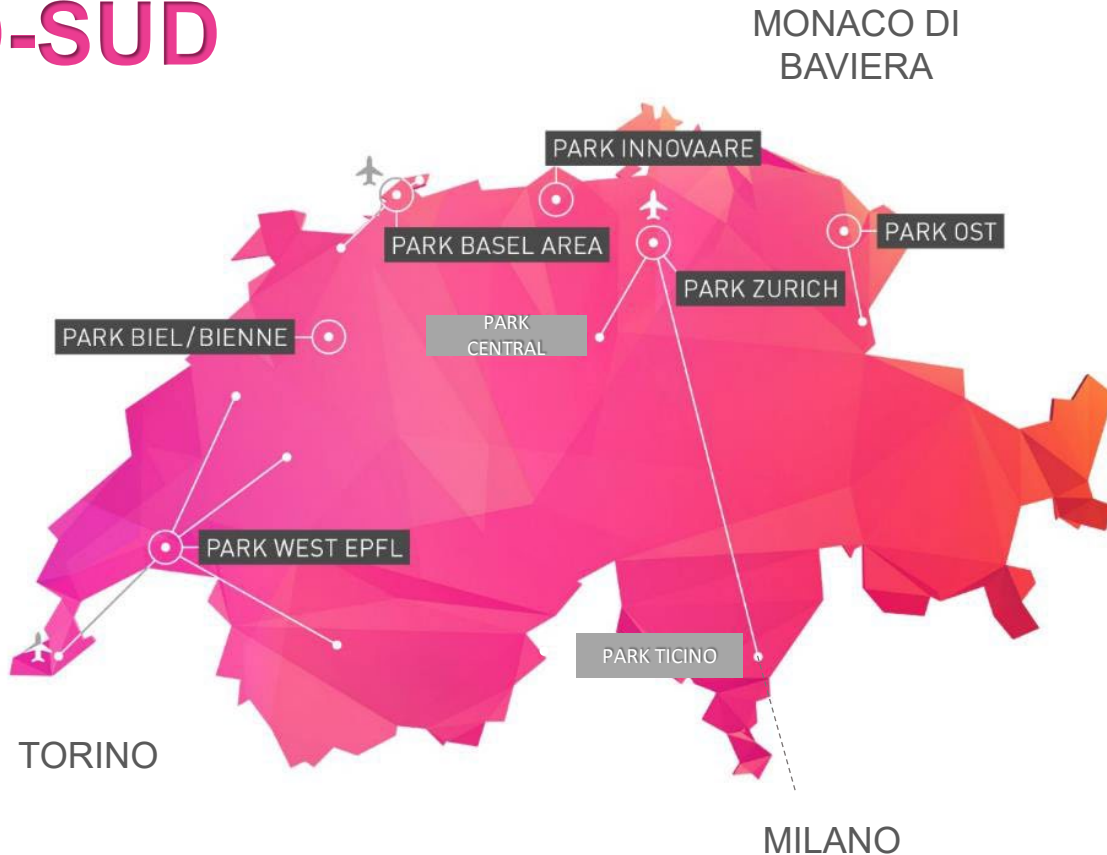 -SUD
MONACO DI
BAVIERA
PARK INNOVAARE
PARK BASEL AREA
PARK OST
PARK ZURICH
PARK
CENTRAL
PARK BIEL/BIENNE
PARK WEST EPFL
PARK TICINO
TORINO
MILANO